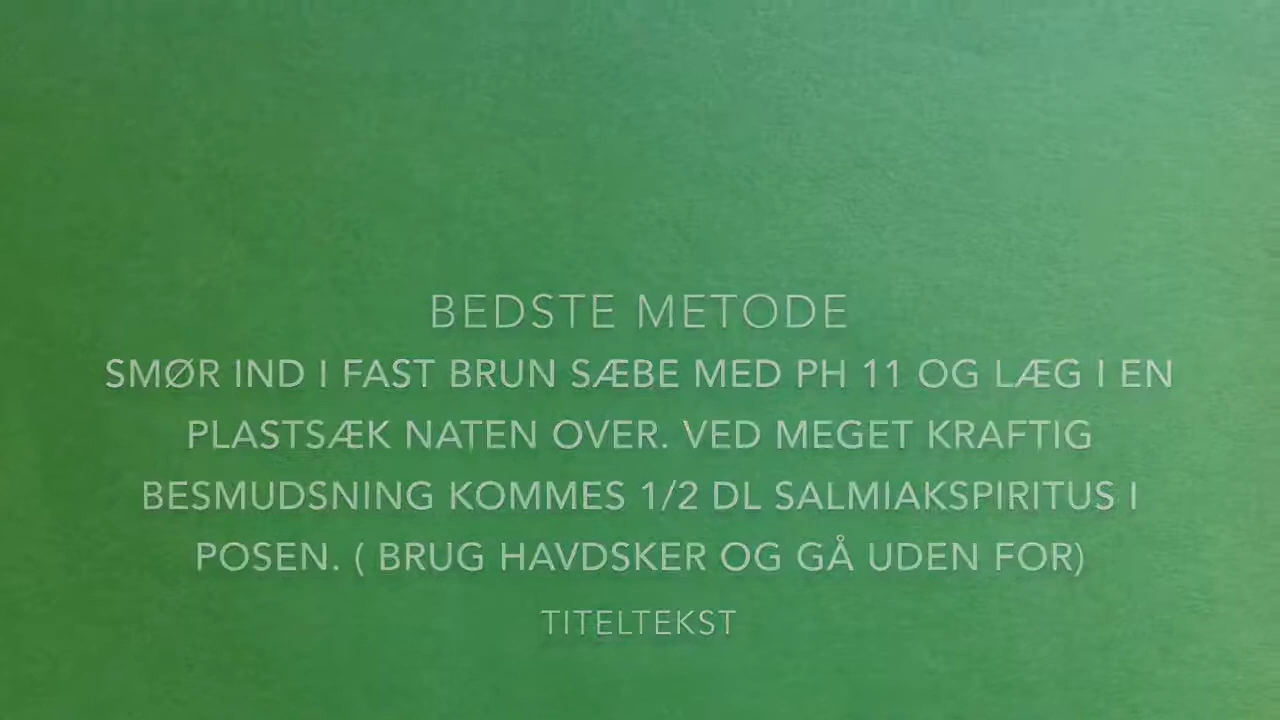 BEDSTE METODE
SMØR IND I FAST BRUN SÆBE MED PH 11 OG LÆG I EN
PLASTSÆK NATEN OVER. VED MEGET KRAFTIG
BESMUDSNING KOMMES 1/2 DL SALMIAKSPIRITUS I
POSEN. ( BRUG HAVDSKER OG GÅ UDEN FOR)
TITELTEKST